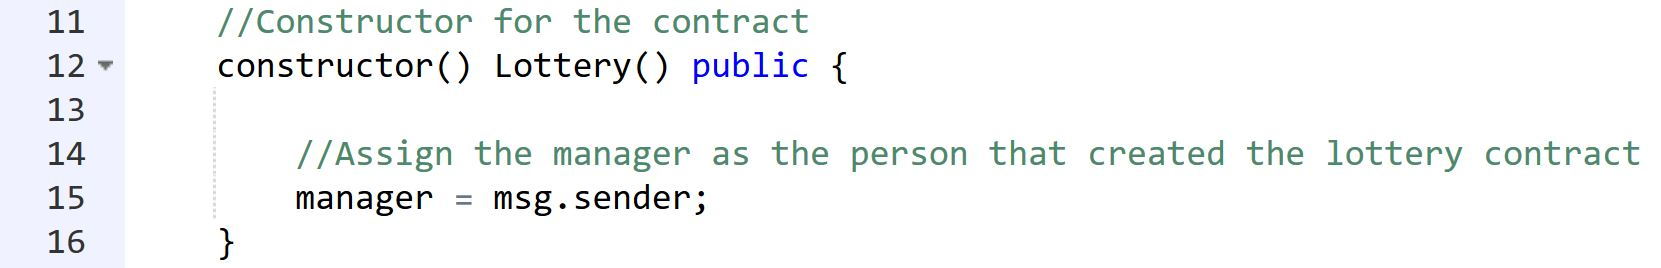 11 //Constructor for the contract
12 constructor() Lottery() public {
13
14 //Assign the manager as the person that created the lottery contract
15 manager = msg.sender;
16 }